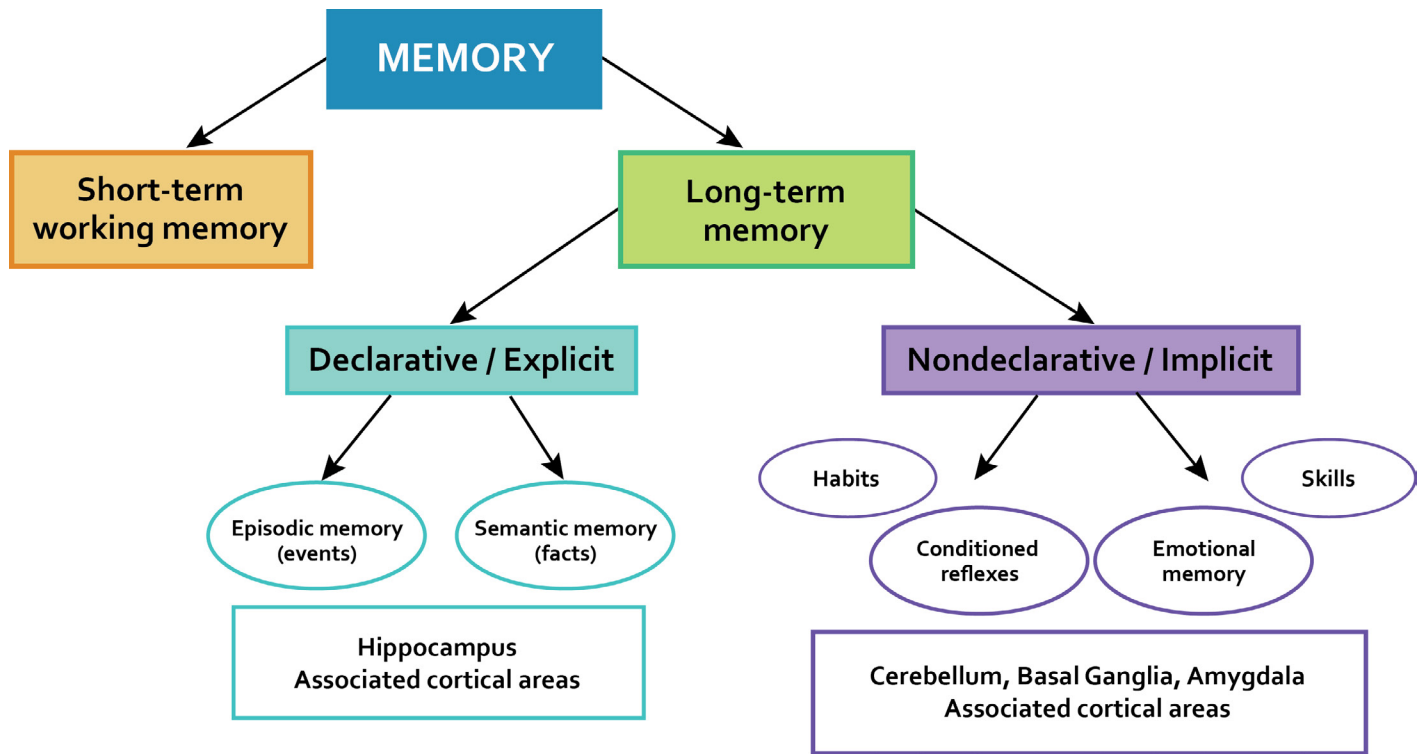 MEMORY
Short-term
working memory
Long-term
memory
Declarative / Explicit
Nondeclarative / Implicit
Episodic memory
(events)
Semantic memory
(facts)
Hippocampus
Associated cortical areas
Habits
Skills
Conditioned
reflexes
Emotional
memory
Cerebellum, Basal Ganglia, Amygdala
Associated cortical areas